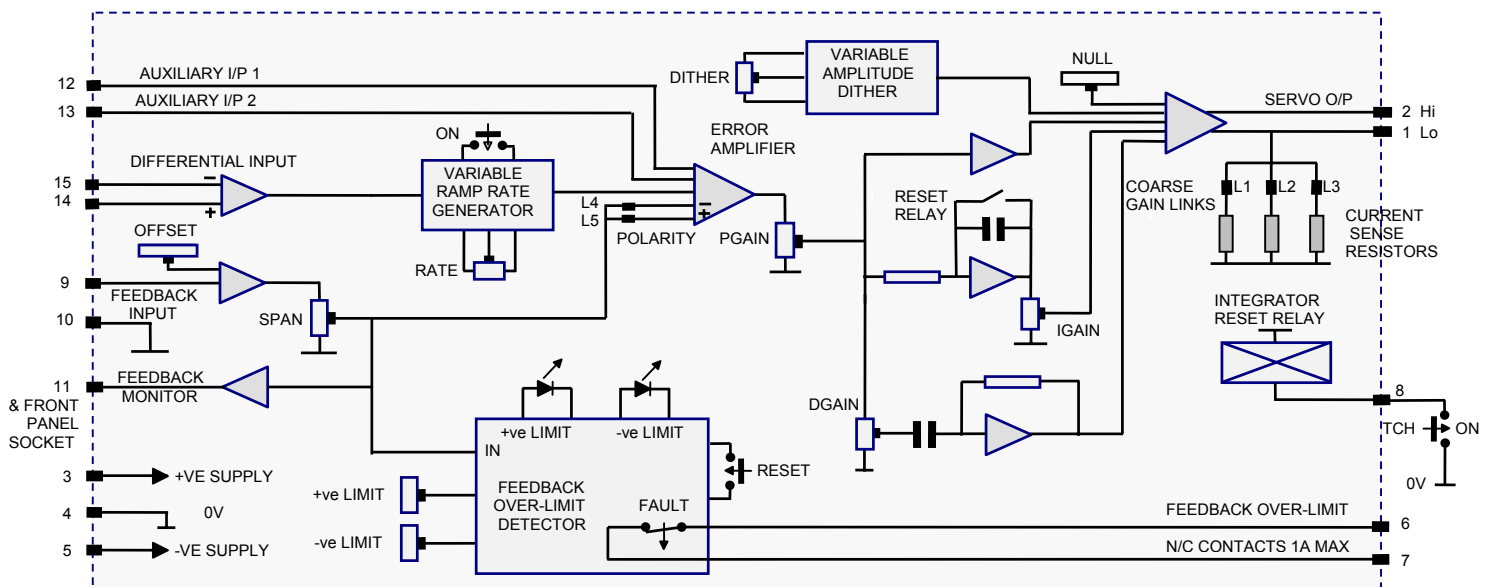 12
AUXILIARY I/P 1
13
AUXILIARY I/P 2
DIFFERENTIAL INPUT
15
−
14
+
ON
VARIABLE
RAMP RATE
GENERATOR
RATE
OFFSET
9
FEEDBACK
INPUT
10
SPAN
11
& FRONT
PANEL
SOCKET
FEEDBACK
MONITOR
3
+VE SUPPLY
4
0V
5
-VE SUPPLY
DITHER
VARIABLE
AMPLITUDE
DITHER
ERROR
AMPLIFIER
L4
−
L5
+
POLARITY
PGAIN
RESET
RELAY
IGAIN
DGAIN
NULL
SERVO O/P
2 Hi
1 Lo
COARSE
GAIN LINKS
L1
L2
L3
CURRENT
SENSE
RESISTORS
INTEGRATOR
RESET RELAY
8
TCH
ON
0V
+ve LIMIT
-ve LIMIT
IN
FEEDBACK
OVER-LIMIT
DETECTOR
RESET
+ve LIMIT
-ve LIMIT
FAULT
FEEDBACK OVER-LIMIT
6
N/C CONTACTS 1A MAX
7